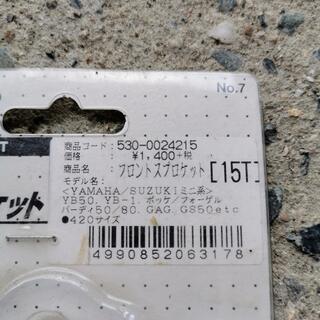 No.7
商品コード: 530-0024215
価格: ¥1,400+税
商品名: フロントスプロケット [15T]
モデル名:
<YAMAHA/SUZUKIミニ系>
YB50, YB-1, ポッケ/フォーゲル
バーディ50/80, GAG, GS50etc
●420サイズ
T
ケット
4990852063178